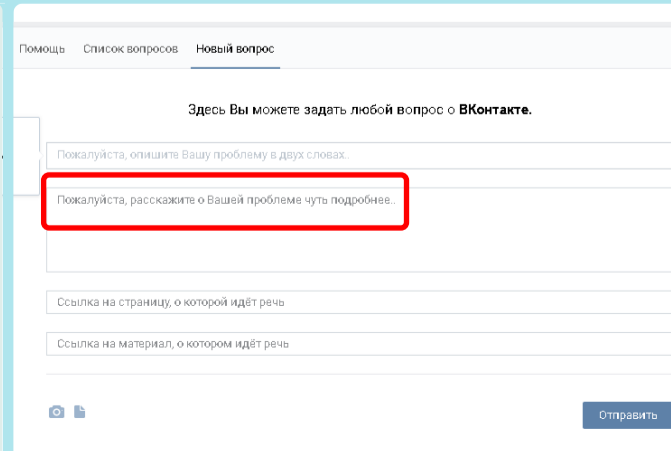 Помощь Список вопросов Новый вопрос
Здесь Вы можете задать любой вопрос о ВКонтакте.
Пожалуйста, опишите Вашу проблему в двух словах..
Пожалуйста, расскажите о Вашей проблеме чуть подробнее..
Ссылка на страницу, о которой идёт речь
Ссылка на материал, о котором идёт речь
Отправить